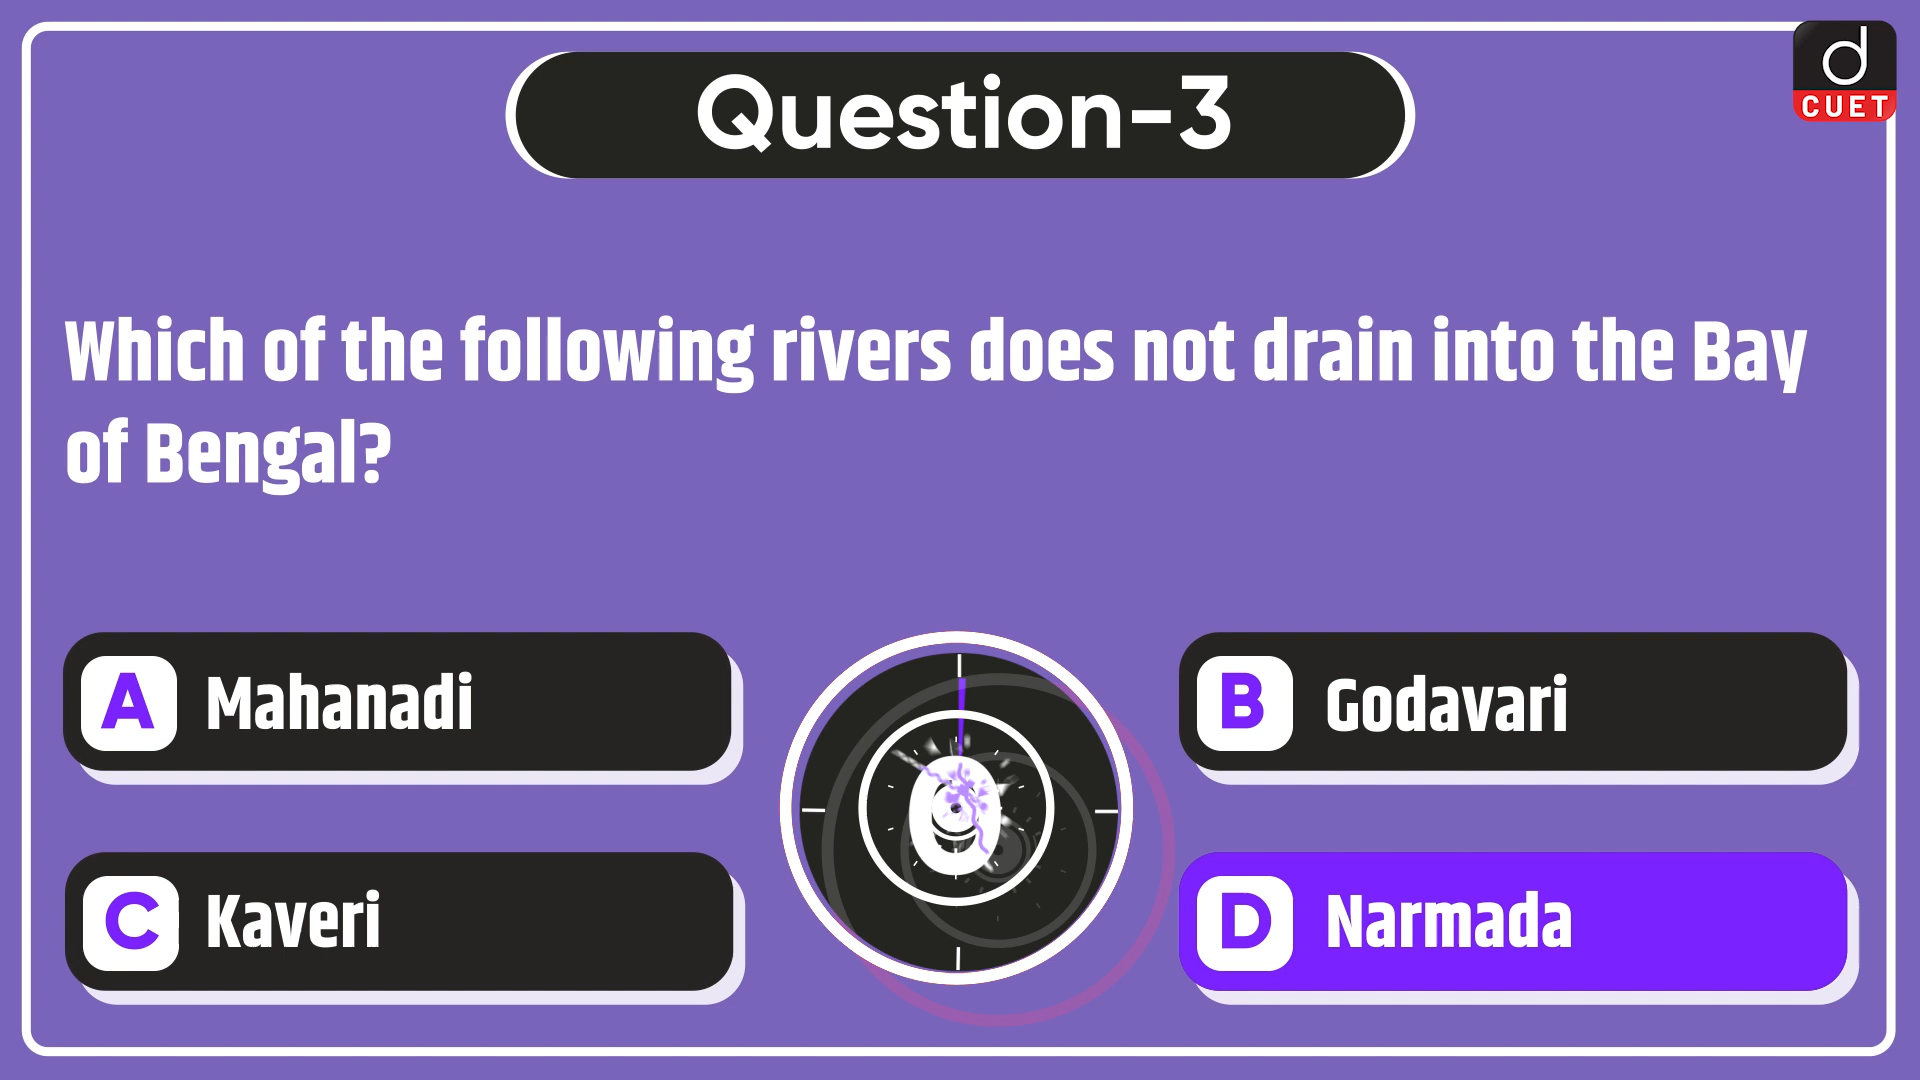 d
CUET
Question-3
Which of the following rivers does not drain into the Bay
of Bengal?
A Mahanadi
B Godavari
0
C Kaveri
D Narmada